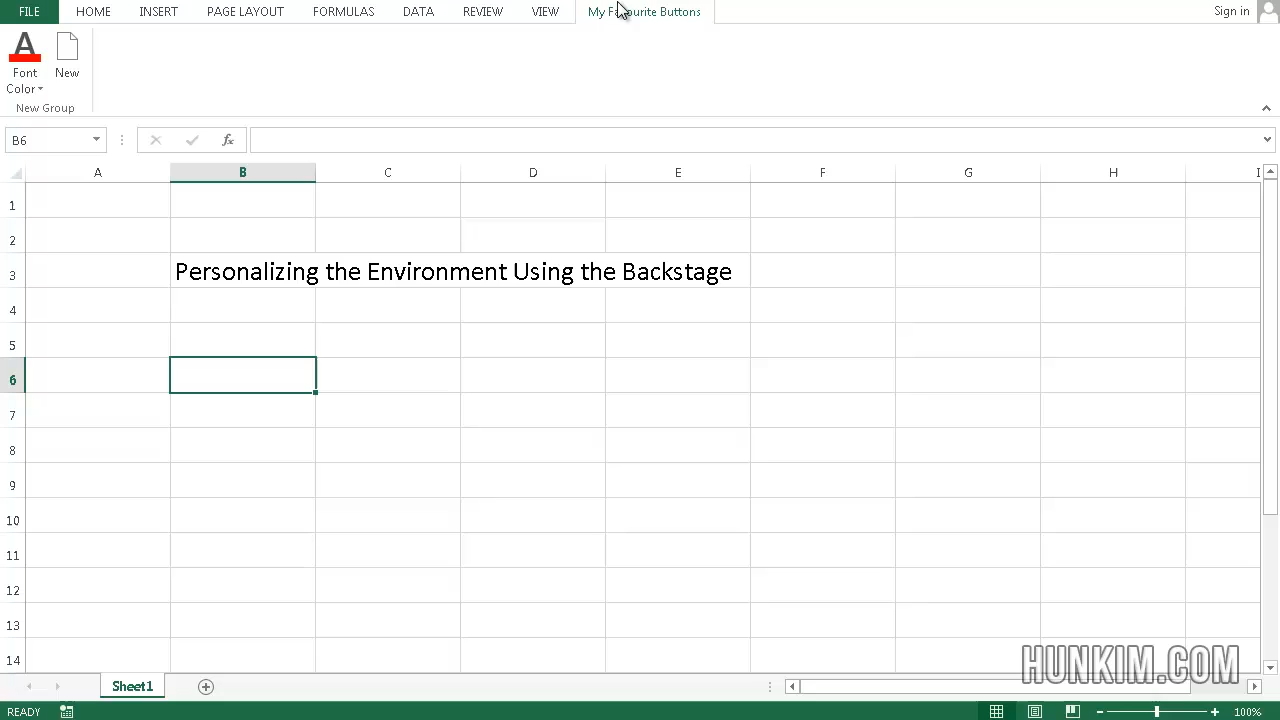 FILE HOME INSERT PAGE LAYOUT FORMULAS DATA REVIEW VIEW My Favourite Buttons Sign in
A
Font Color New
New Group
B6 fx
A B C D E F G H I
1
2
3 Personalizing the Environment Using the Backstage
4
5
6
7
8
9
10
11
12
13
14
HUNKIM.COM
Sheet1
READY 100%